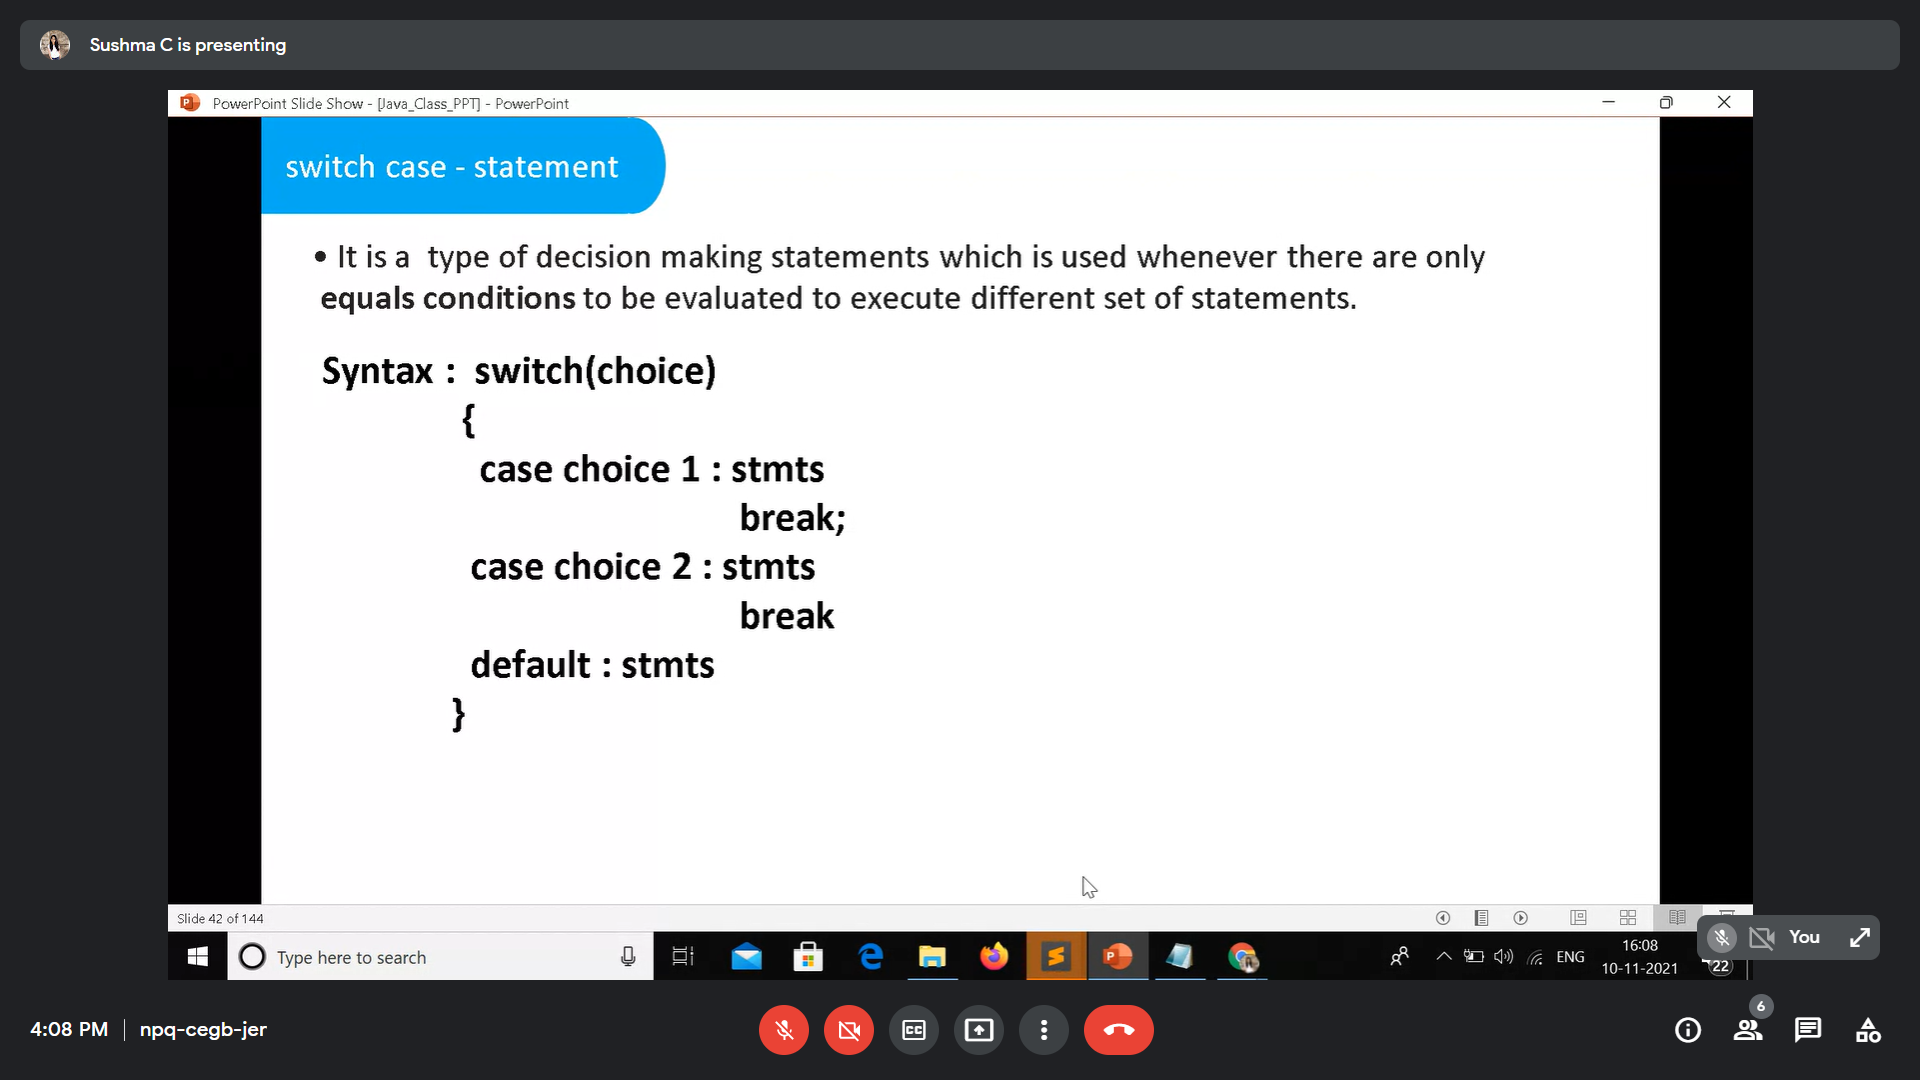 Sushma C is presenting
PowerPoint Slide Show - [Java_Class_PPT] - PowerPoint
switch case - statement
• It is a type of decision making statements which is used whenever there are only
equals conditions to be evaluated to execute different set of statements.
Syntax : switch(choice)
{
case choice 1 : stmts
break;
case choice 2 : stmts
break
default : stmts
}
Slide 42 of 144
Type here to search
ENG
16:08
10-11-2021
22
You
4:08 PM | npq-cegb-jer
CC
6